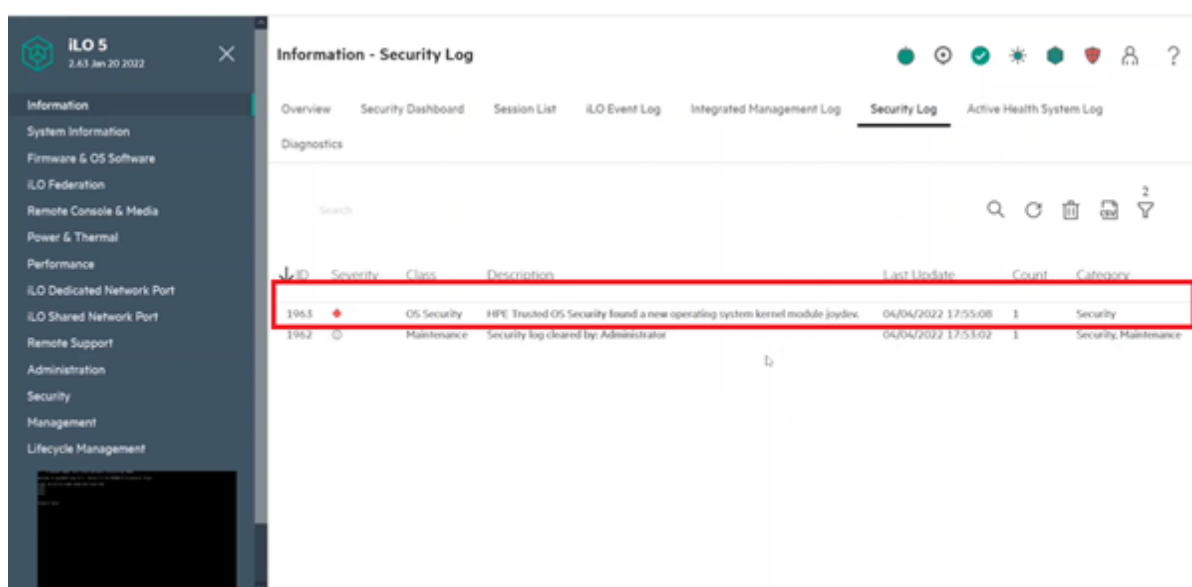 iLO 5
2.63 Jan 20 2022
Information - Security Log
?
Information
System Information
Firmware & OS Software
iLO Federation
Remote Console & Media
Power & Thermal
Performance
iLO Dedicated Network Port
iLO Shared Network Port
Remote Support
Administration
Security
Management
Lifecycle Management
Overview Security Dashboard Session List iLO Event Log Integrated Management Log Security Log Active Health System Log
Diagnostics
Search
CSV
2
ID Severity Class Description Last Update Count Category
1963 OS Security HPE Trusted OS Security found a new operating system kernel module joydev. 04/04/2022 17:55:08 1 Security
1962 Maintenance Security log cleared by: Administrator 04/04/2022 17:53:02 1 Security, Maintenance